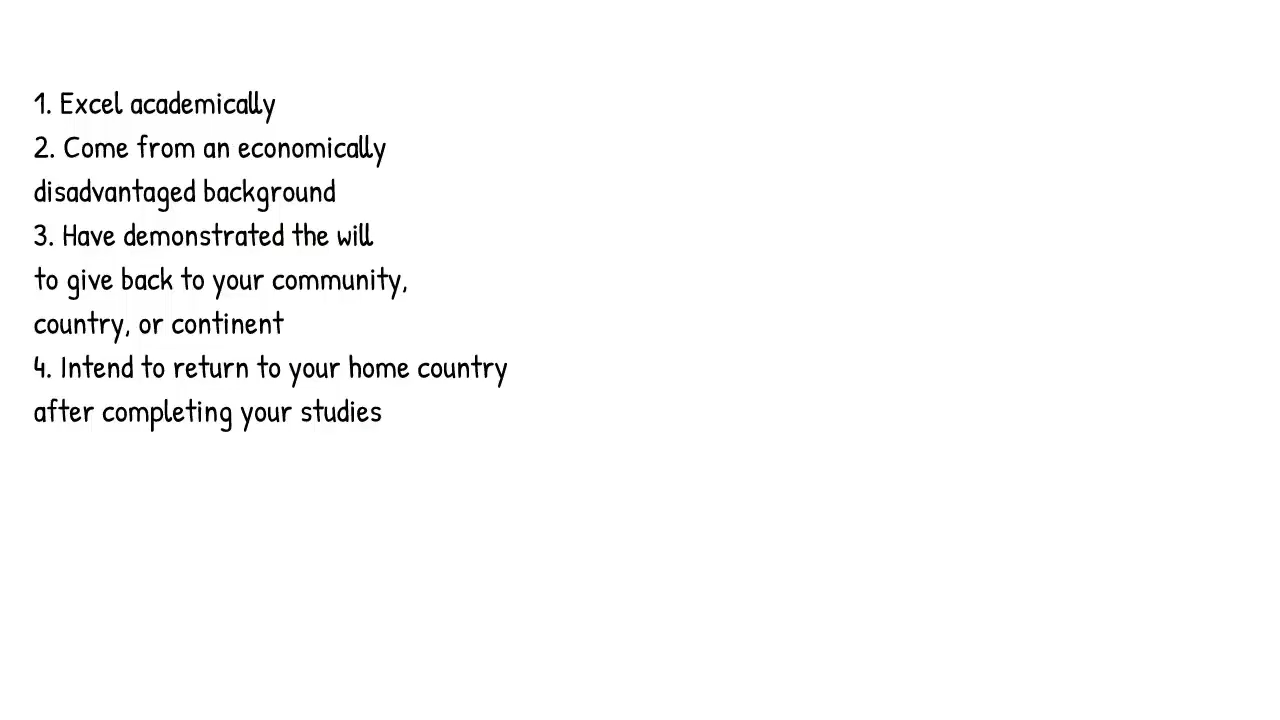 1. Excel academically
2. Come from an economically
disadvantaged background
3. Have demonstrated the will
to give back to your community,
country, or continent
4. Intend to return to your home country
after completing your studies